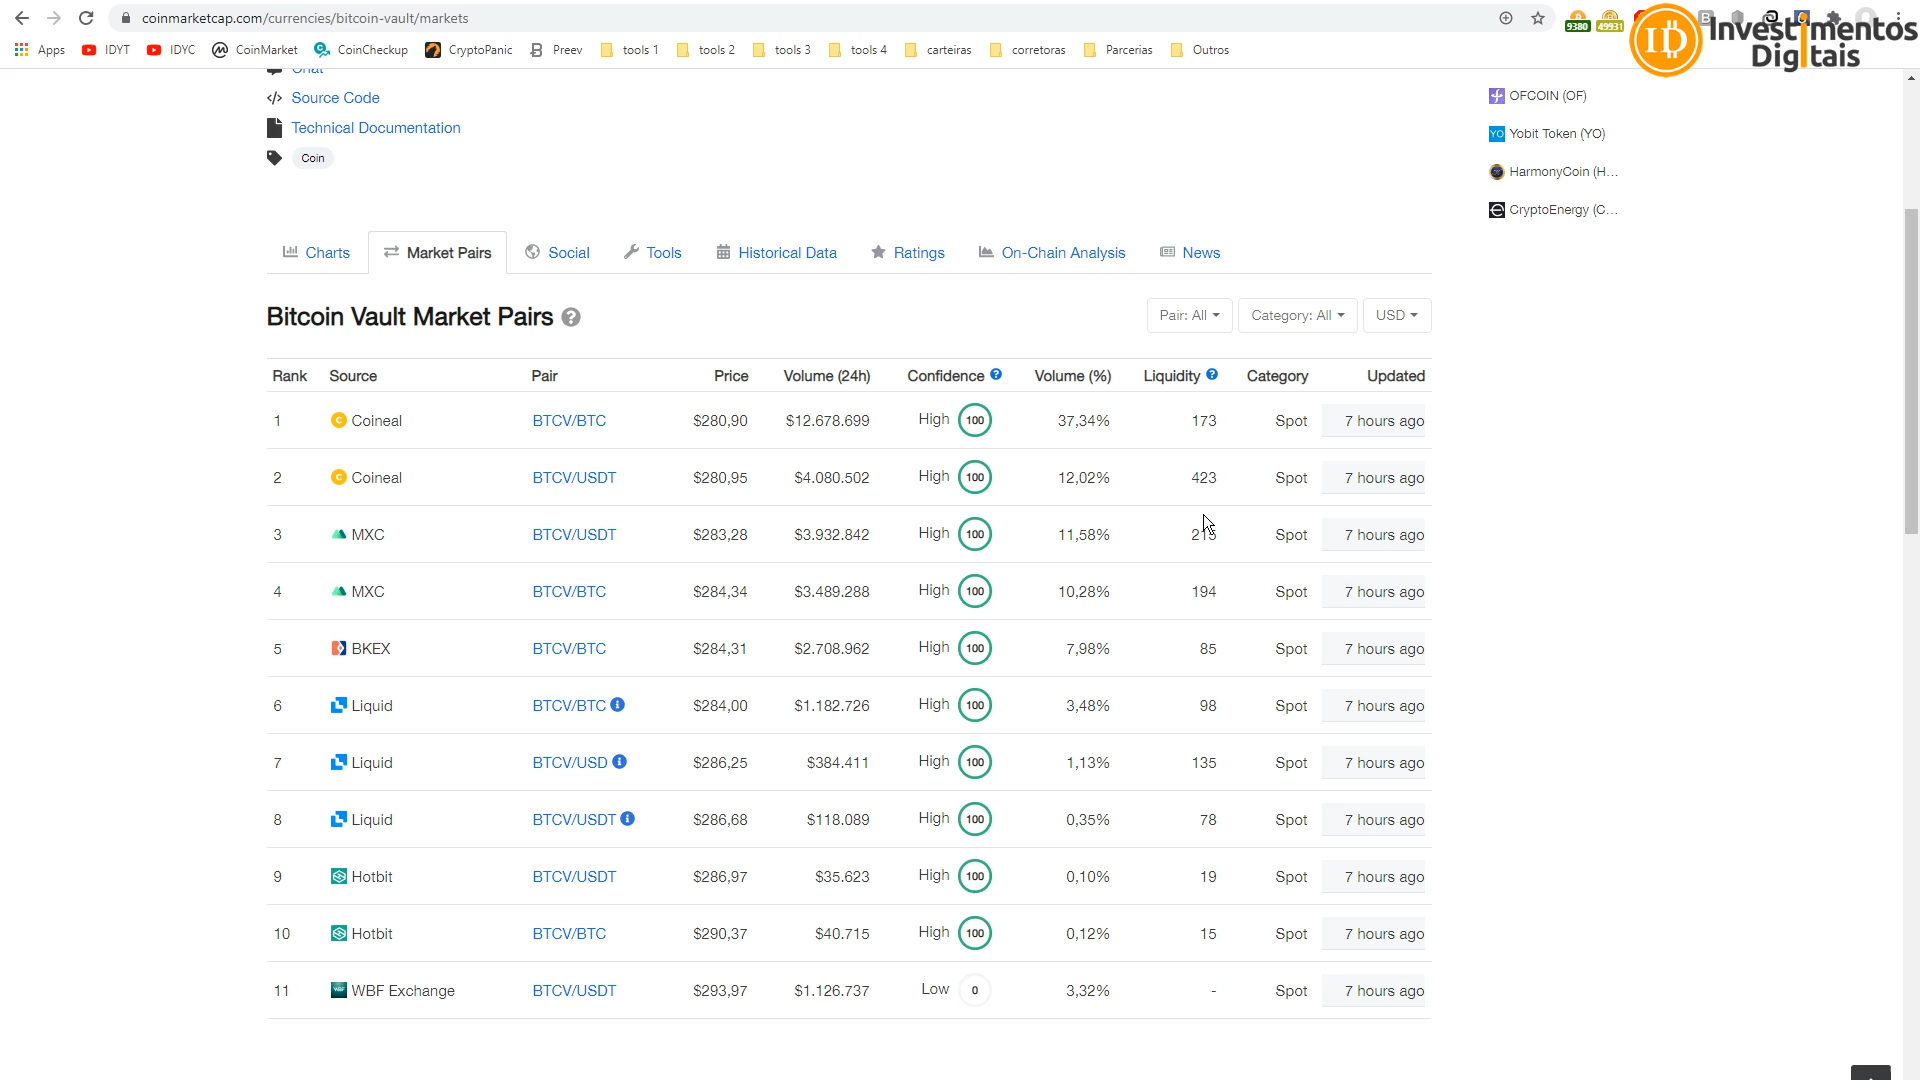 coinmarketcap.com/currencies/bitcoin-vault/markets
9380 49931
Investimentos
Digitais
Apps IDYT IDYC CoinMarket CoinCheckup CryptoPanic Preev tools 1 tools 2 tools 3 tools 4 carteiras corretoras Parcerias Outros
Chat
Source Code
Technical Documentation
Coin
OFCOIN (OF)
YO Yobit Token (YO)
HarmonyCoin (H...
CryptoEnergy (C...
Charts Market Pairs Social Tools Historical Data Ratings On-Chain Analysis News
Bitcoin Vault Market Pairs
Pair: All Category: All USD
Rank Source Pair Price Volume (24h) Confidence Volume (%) Liquidity Category Updated
1 Coineal BTCV/BTC $280,90 $12.678.699 High 100 37,34% 173 Spot 7 hours ago
2 Coineal BTCV/USDT $280,95 $4.080.502 High 100 12,02% 423 Spot 7 hours ago
3 MXC BTCV/USDT $283,28 $3.932.842 High 100 11,58% Spot 7 hours ago
4 MXC BTCV/BTC $284,34 $3.489.288 High 100 10,28% 194 Spot 7 hours ago
5 BKEX BTCV/BTC $284,31 $2.708.962 High 100 7,98% 85 Spot 7 hours ago
6 Liquid BTCV/BTC $284,00 $1.182.726 High 100 3,48% 98 Spot 7 hours ago
7 Liquid BTCV/USD $286,25 $384.411 High 100 1,13% 135 Spot 7 hours ago
8 Liquid BTCV/USDT $286,68 $118.089 High 100 0,35% 78 Spot 7 hours ago
9 Hotbit BTCV/USDT $286,97 $35.623 High 100 0,10% 19 Spot 7 hours ago
10 Hotbit BTCV/BTC $290,37 $40.715 High 100 0,12% 15 Spot 7 hours ago
11 WBF Exchange BTCV/USDT $293,97 $1.126.737 Low 0 3,32% - Spot 7 hours ago